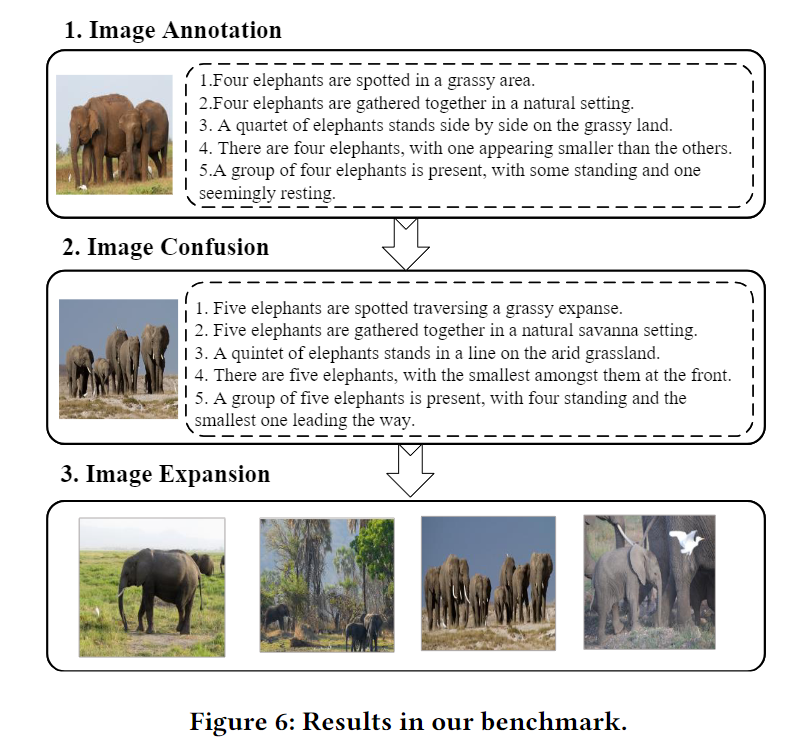 1. Image Annotation
1.Four elephants are spotted in a grassy area.
2.Four elephants are gathered together in a natural setting.
3. A quartet of elephants stands side by side on the grassy land.
4. There are four elephants, with one appearing smaller than the others.
5.A group of four elephants is present, with some standing and one
seemingly resting.
2. Image Confusion
1. Five elephants are spotted traversing a grassy expanse.
2. Five elephants are gathered together in a natural savanna setting.
3. A quintet of elephants stands in a line on the arid grassland.
4. There are five elephants, with the smallest amongst them at the front.
5. A group of five elephants is present, with four standing and the
smallest one leading the way.
3. Image Expansion
Figure 6: Results in our benchmark.